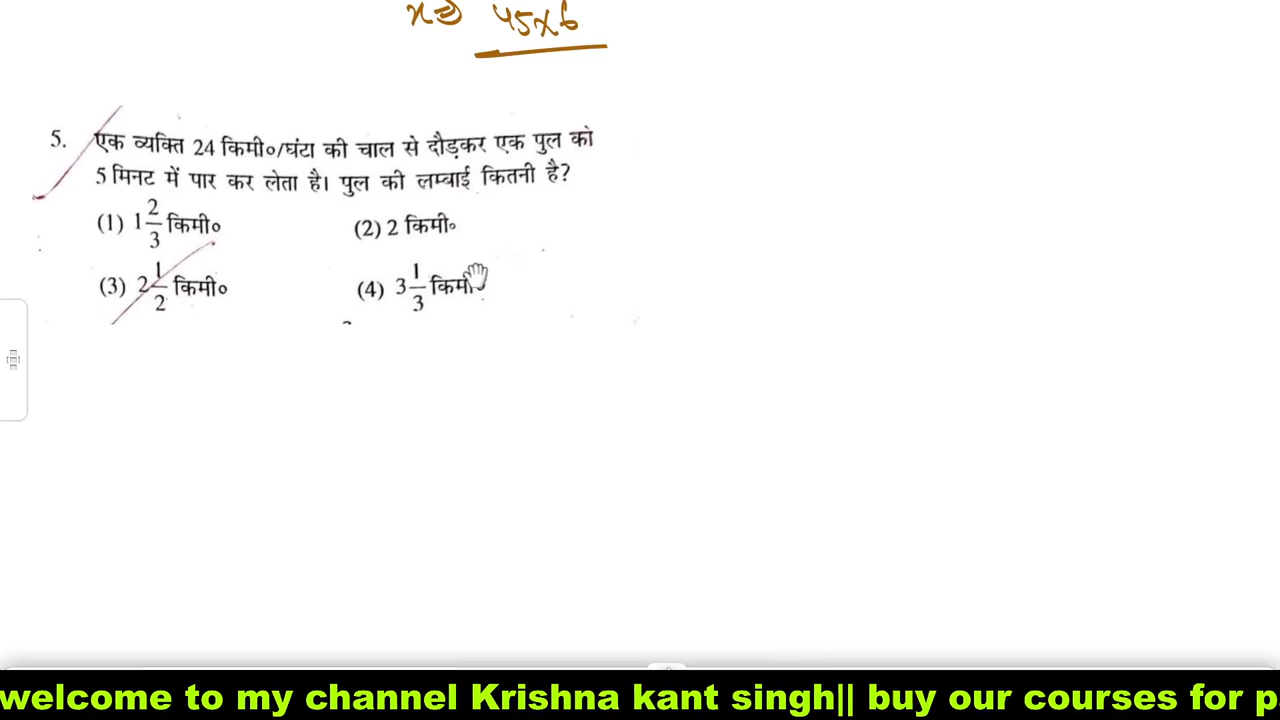 x⇒ 45×6
5. एक व्यक्ति 24 किमी०/घंटा की चाल से दौड़कर एक पुल को
5 मिनट में पार कर लेता है। पुल की लम्बाई कितनी है?
(1) 1 2/3 किमी० (2) 2 किमी०
(3) 2 1/2 किमी० (4) 3 1/3 किमी
welcome to my channel Krishna kant singh|| buy our courses for p